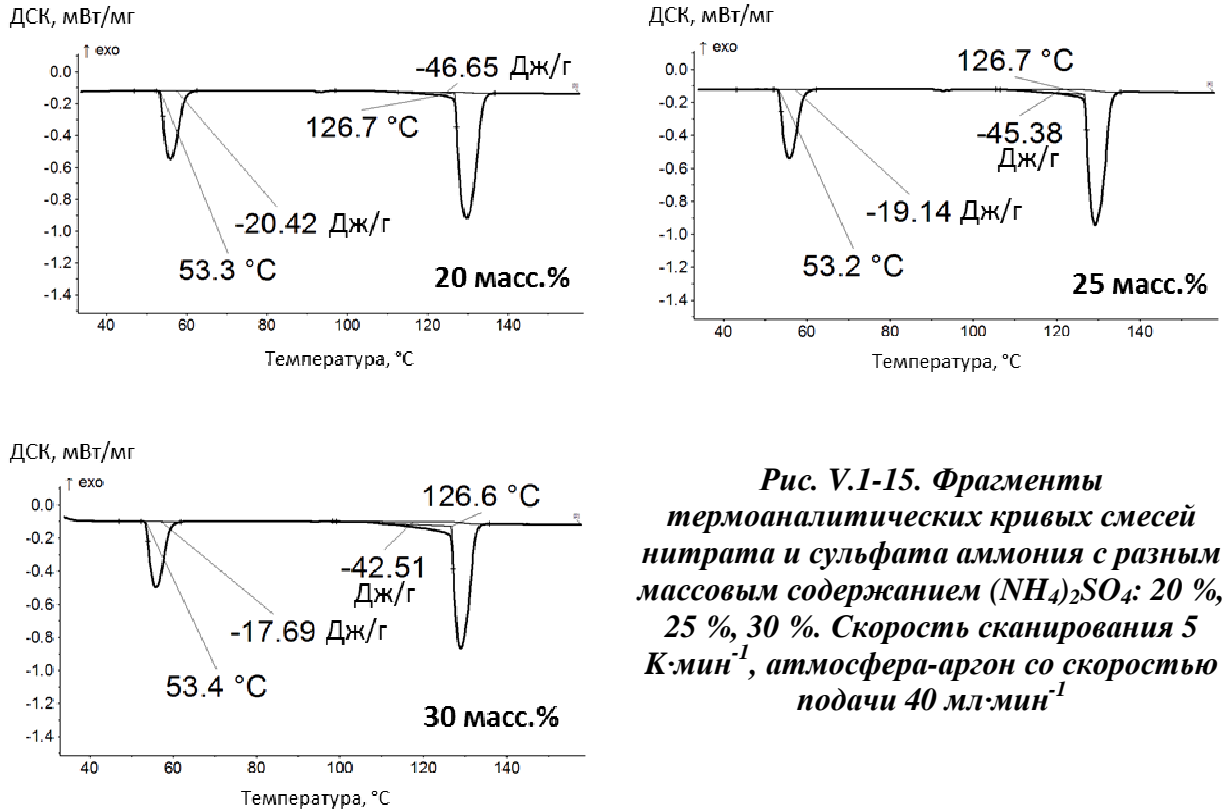 ДСК, мВт/мг
↑ exo
0.0
-0.2
-0.4
-0.6
-0.8
-1.0
-1.2
-1.4
-46.65 Дж/г
126.7 °C
-20.42 Дж/г
53.3 °C
20 масс.%
40 60 80 100 120 140
Температура, °C
ДСК, мВт/мг
↑ exo
0.0
-0.2
-0.4
-0.6
-0.8
-1.0
-1.2
-1.4
126.7 °C
-45.38
Дж/г
-19.14 Дж/г
53.2 °C
25 масс.%
40 60 80 100 120 140
Температура, °C
ДСК, мВт/мг
↑ exo
0.0
-0.2
-0.4
-0.6
-0.8
-1.0
-1.2
-1.4
126.6 °C
-42.51
Дж/г
-17.69 Дж/г
53.4 °C
30 масс.%
40 60 80 100 120 140
Температура, °C
Рис. V.1-15. Фрагменты
термоаналитических кривых смесей
нитрата и сульфата аммония с разным
массовым содержанием (NH₄)₂SO₄: 20 %,
25 %, 30 %. Скорость сканирования 5
К·мин⁻¹, атмосфера-аргон со скоростью
подачи 40 мл·мин⁻¹